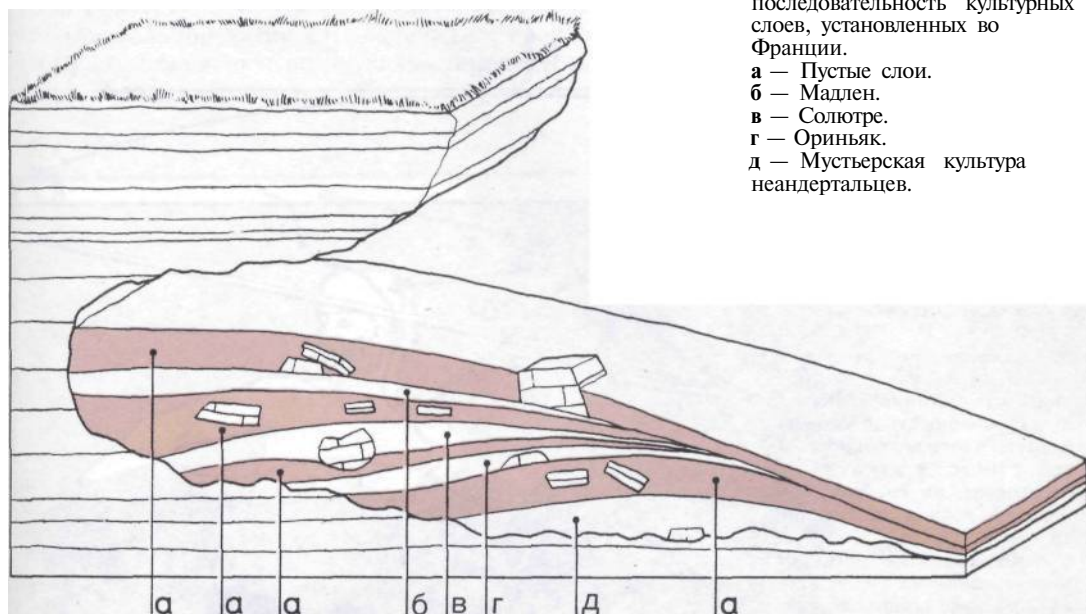 последовательность культурных
слоев, установленных во
Франции.
а — Пустые слои.
б — Мадлен.
в — Солютре.
г — Ориньяк.
д — Мустьерская культура
неандертальцев.
а а а б в г д а